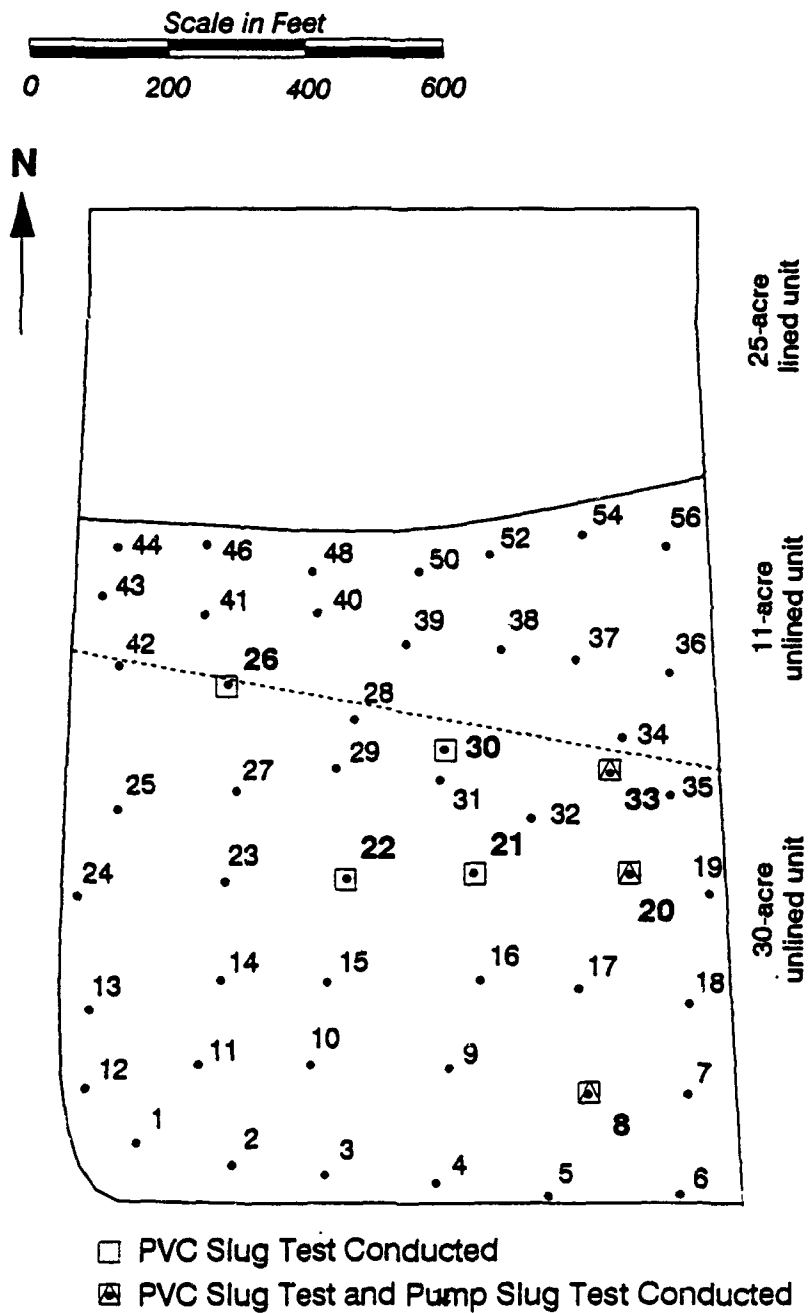 Scale in Feet
0 200 400 600
N
25-acre
lined unit
54
56
52
44 46 48 50
11-acre
unlined unit
43 41 40
39 38 37 36
42 26
28
34
30
29
25 27 31 33 35
32
22 21
24 23 19
20
30-acre
unlined unit
14 15 16 17
13 18
12 11 10 9 7
1 8
2 3 4 5 6
PVC Slug Test Conducted
PVC Slug Test and Pump Slug Test Conducted